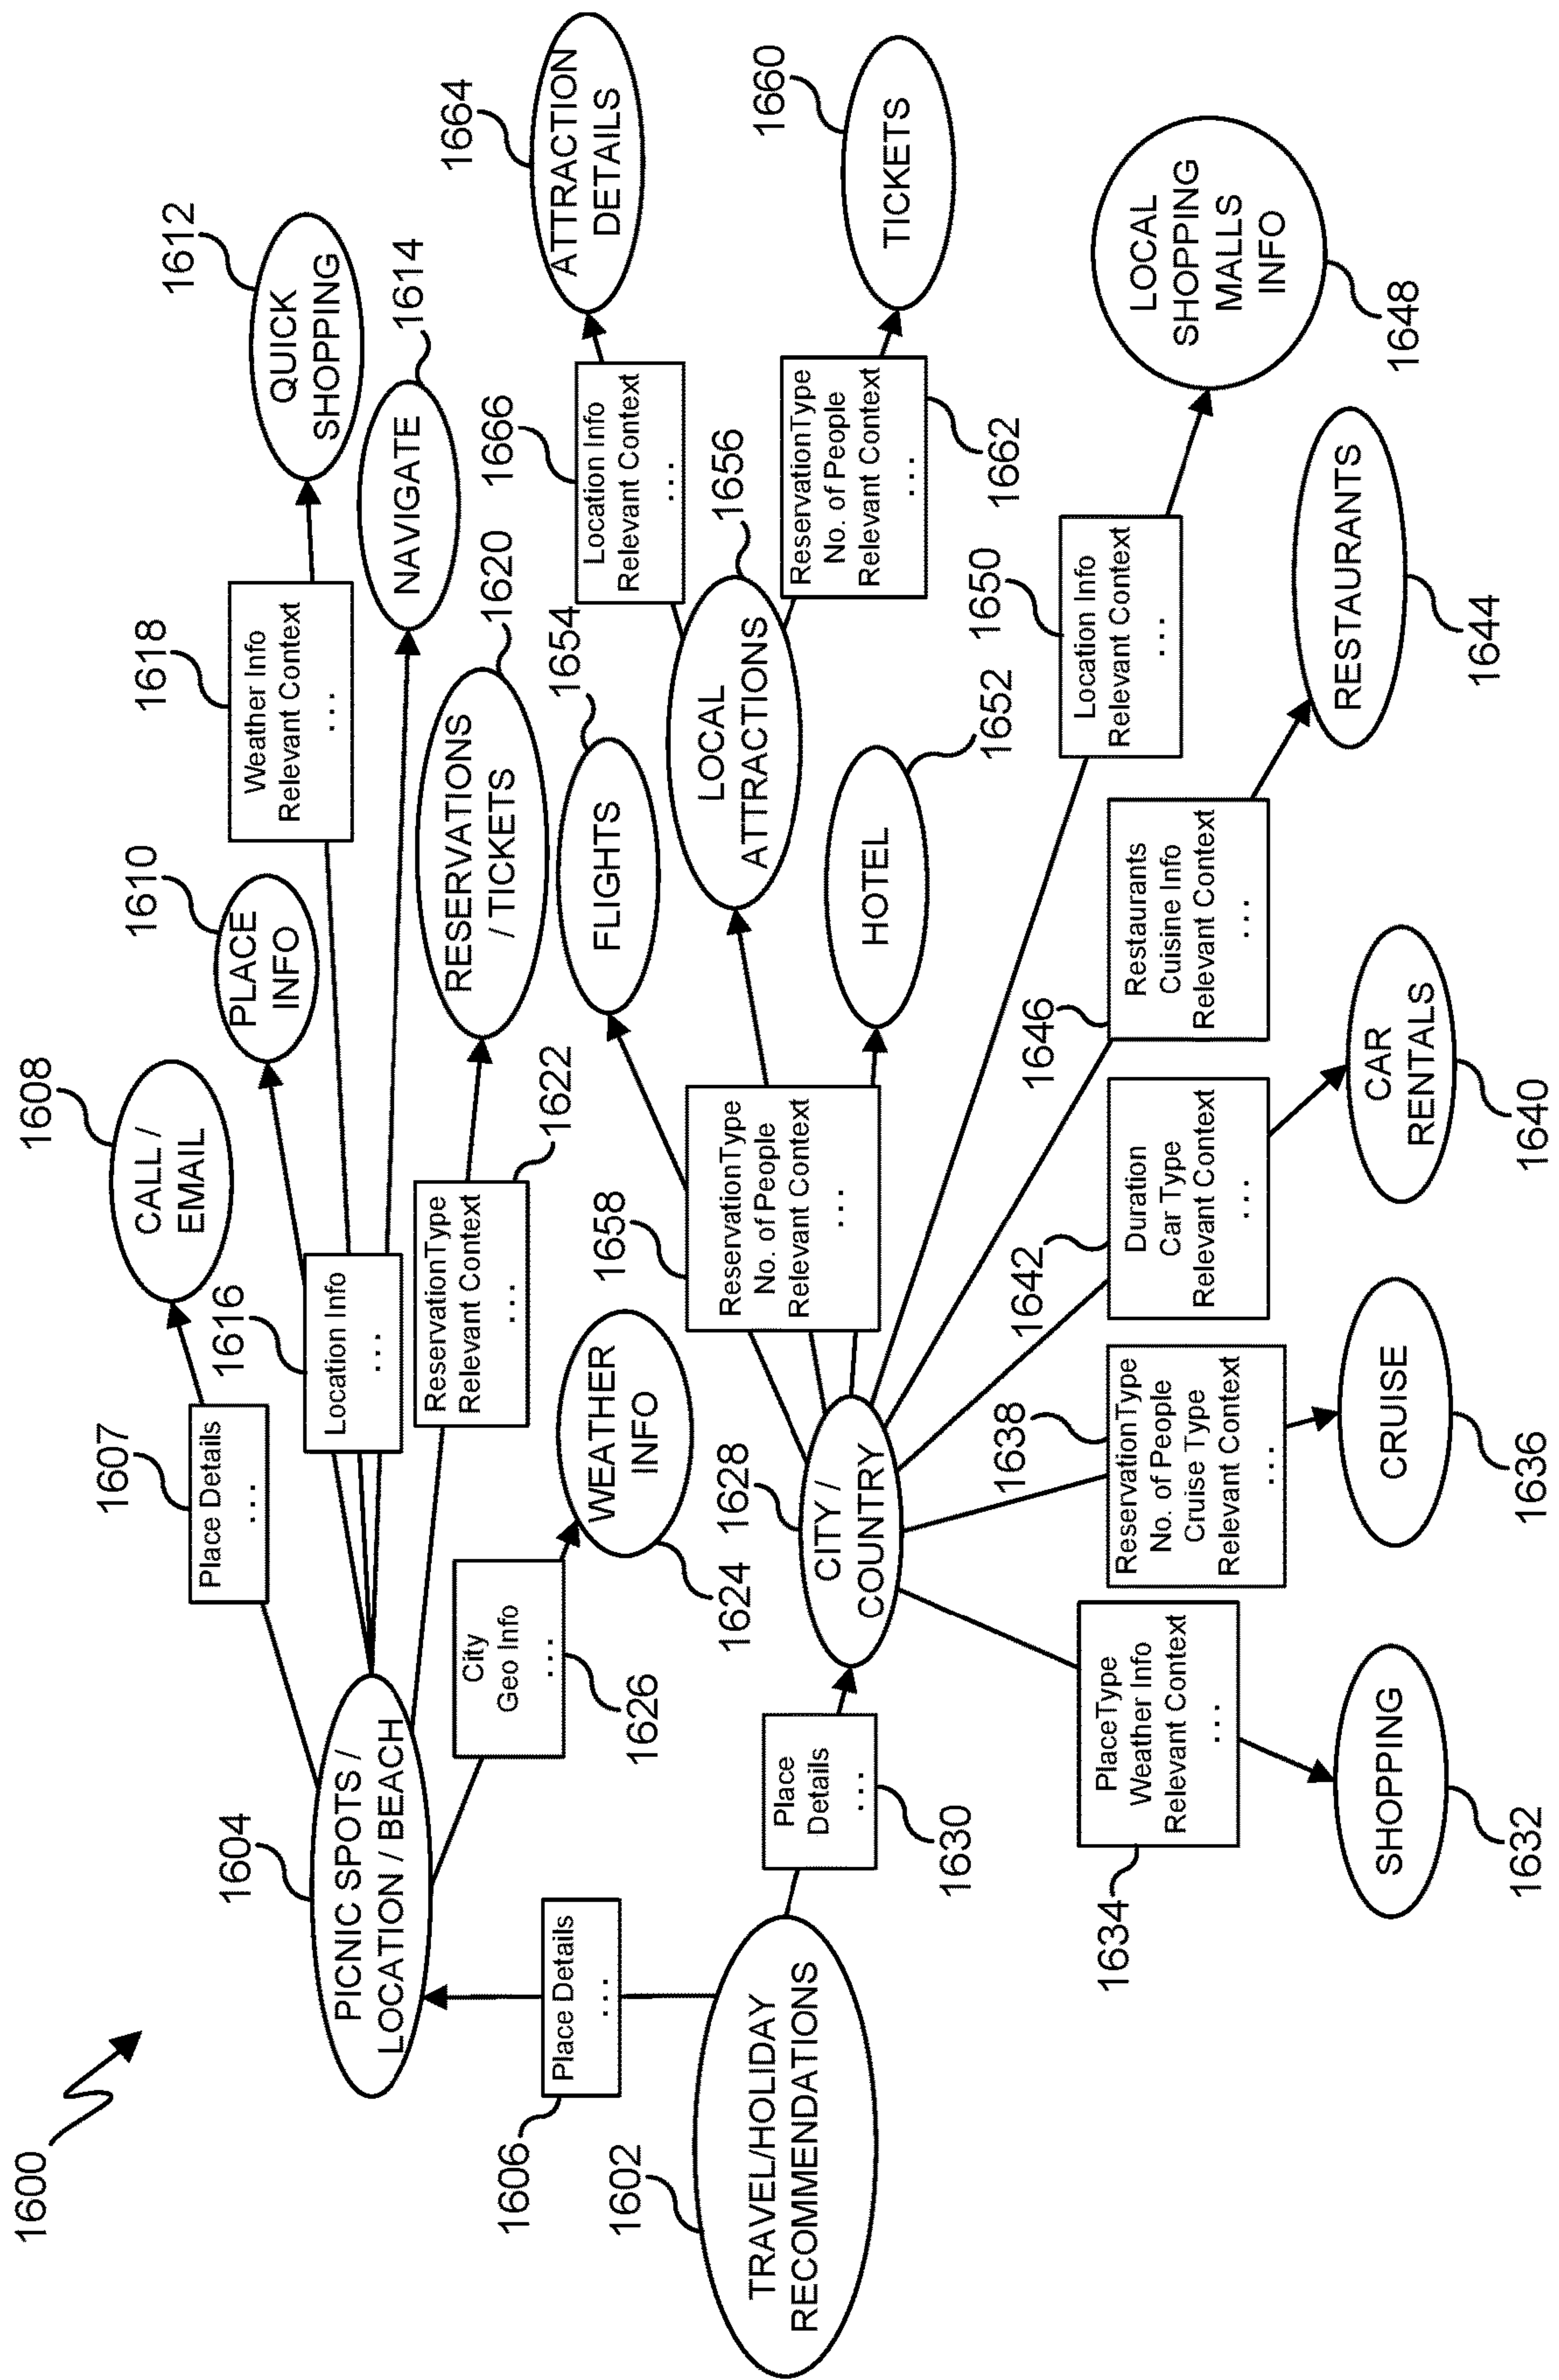 1600
1602
TRAVEL/HOLIDAY
RECOMMENDATIONS
1606
Place Details
...
1604
PICNIC SPOTS /
LOCATION / BEACH
1607
Place Details
...
1608
CALL /
EMAIL
1616
Location Info
...
1610
PLACE
INFO
1618
Weather Info
Relevant Context
...
1612
QUICK
SHOPPING
NAVIGATE
1614
ReservationType
Relevant Context
...
1622
RESERVATIONS
/ TICKETS
1620
City
Geo Info
...
1626
WEATHER
INFO
1624
Place
Details
...
1630
1628
CITY /
COUNTRY
1658
ReservationType
No. of People
Relevant Context
...
FLIGHTS
1654
LOCAL
ATTRACTIONS
1656
HOTEL
1652
1666
Location Info
Relevant Context
...
1664
ATTRACTION
DETAILS
ReservationType
No. of People
Relevant Context
...
1662
1660
TICKETS
1650
Location Info
Relevant Context
...
LOCAL
SHOPPING
MALLS
INFO
1648
1646
Restaurants
Cuisine Info
Relevant Context
...
RESTAURANTS
1644
1642
Duration
Car Type
Relevant Context
...
CAR
RENTALS
1640
1638
ReservationType
No. of People
Cruise Type
Relevant Context
...
CRUISE
1636
1634
PlaceType
Weather Info
Relevant Context
...
SHOPPING
1632